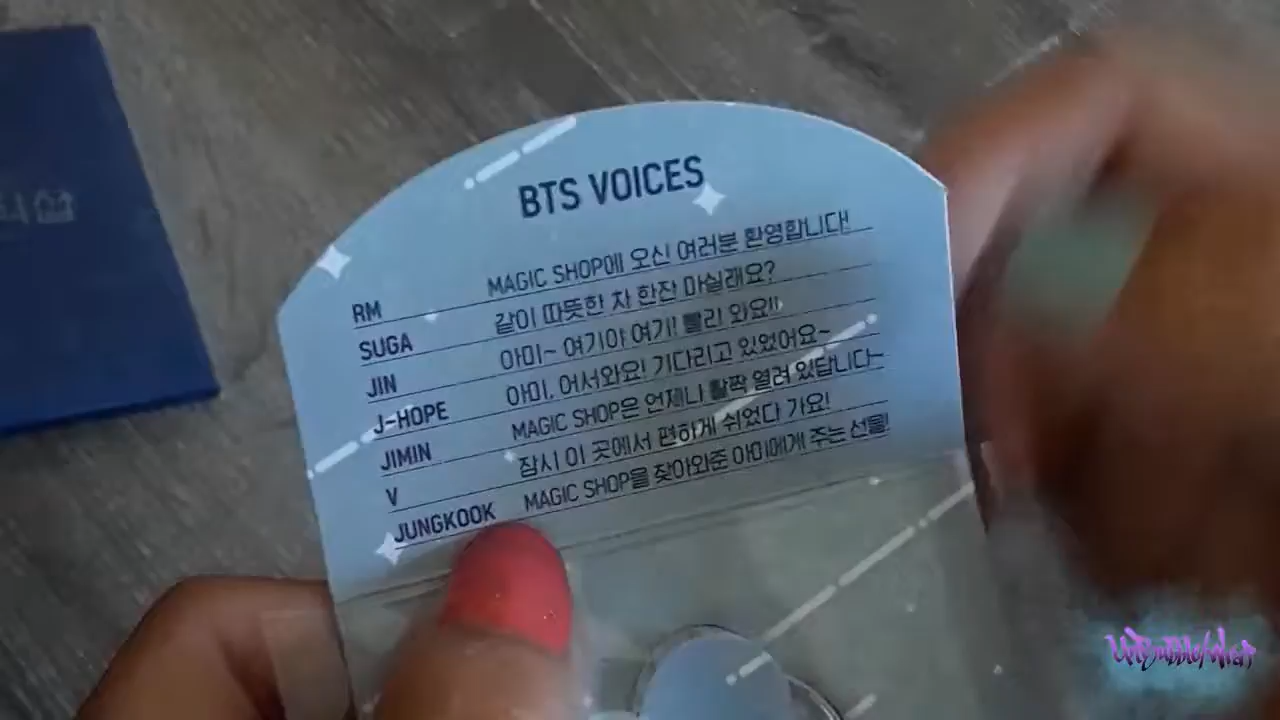 BTS VOICES
RM MAGIC SHOP에 오신 여러분 환영합니다!
SUGA 같이 따뜻한 차 한잔 마실래요?
JIN 아미~ 여기야 여기! 빨리 와요!!
J-HOPE 아미, 어서와요! 기다리고 있었어요~
JIMIN MAGIC SHOP은 언제나 활짝 열려 있답니다~
V 잠시 이 곳에서 편하게 쉬었다 가요!
JUNGKOOK MAGIC SHOP을 찾아와준 아미에게 주는 선물!